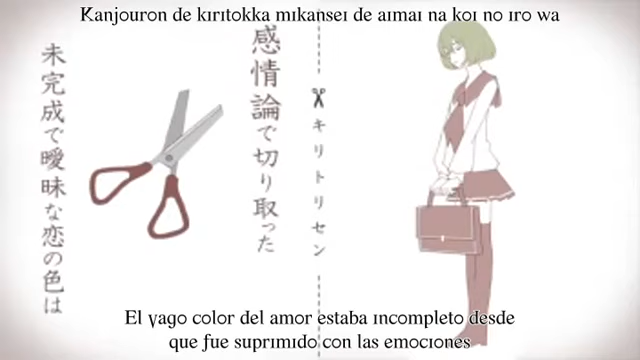 Kanjouron de kiritokka mikansei de aimai na koi no iro wa
感情論で切り取った
未完成で曖昧な恋の色は
キリトリセン
El vago color del amor estaba incompleto desde
que fue suprimido con las emociones